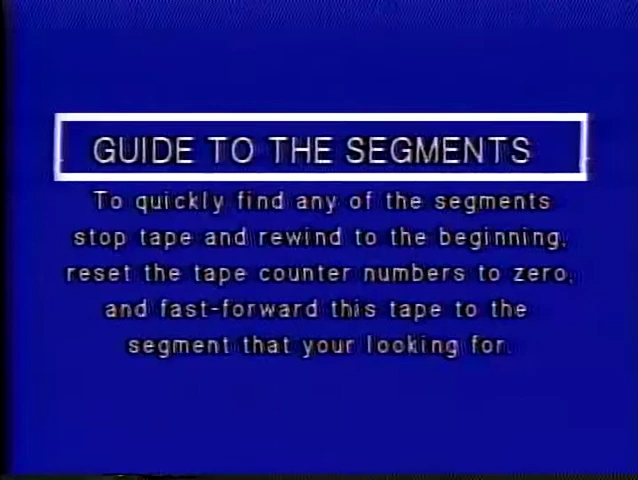 GUIDE TO THE SEGMENTS
To quickly find any of the segments
stop tape and rewind to the beginning,
reset the tape counter numbers to zero,
and fast-forward this tape to the
segment that your looking for.